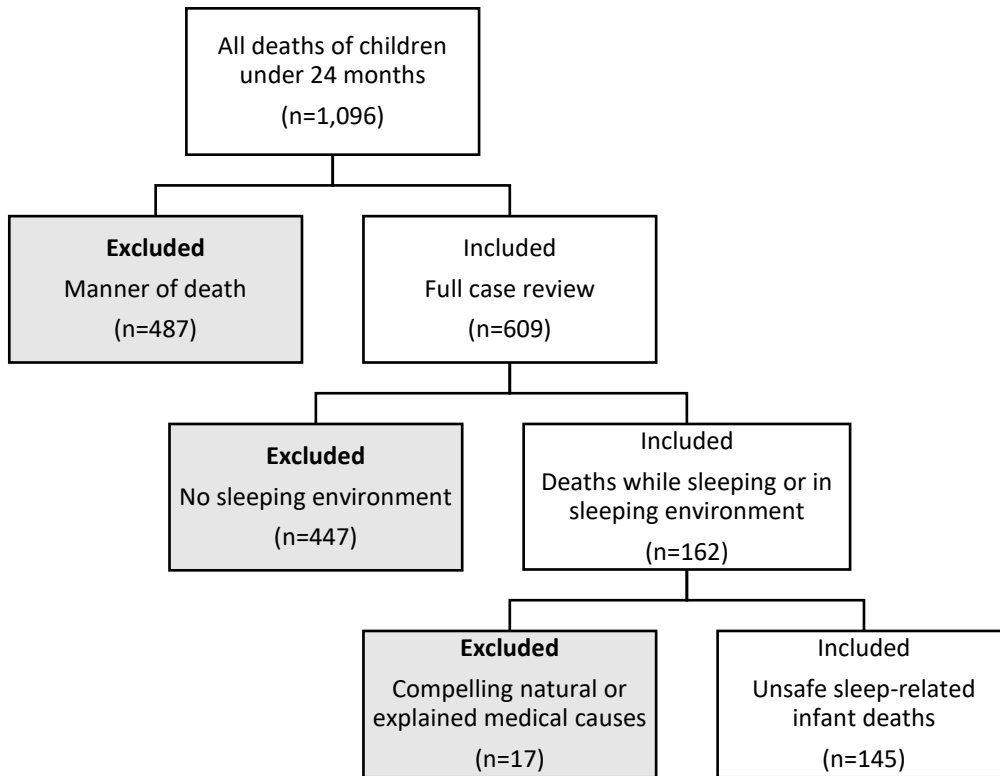 All deaths of children
under 24 months
(n=1,096)
Excluded
Manner of death
(n=487)
Included
Full case review
(n=609)
Excluded
No sleeping environment
(n=447)
Included
Deaths while sleeping or in
sleeping environment
(n=162)
Excluded
Compelling natural or
explained medical causes
(n=17)
Included
Unsafe sleep-related
infant deaths
(n=145)